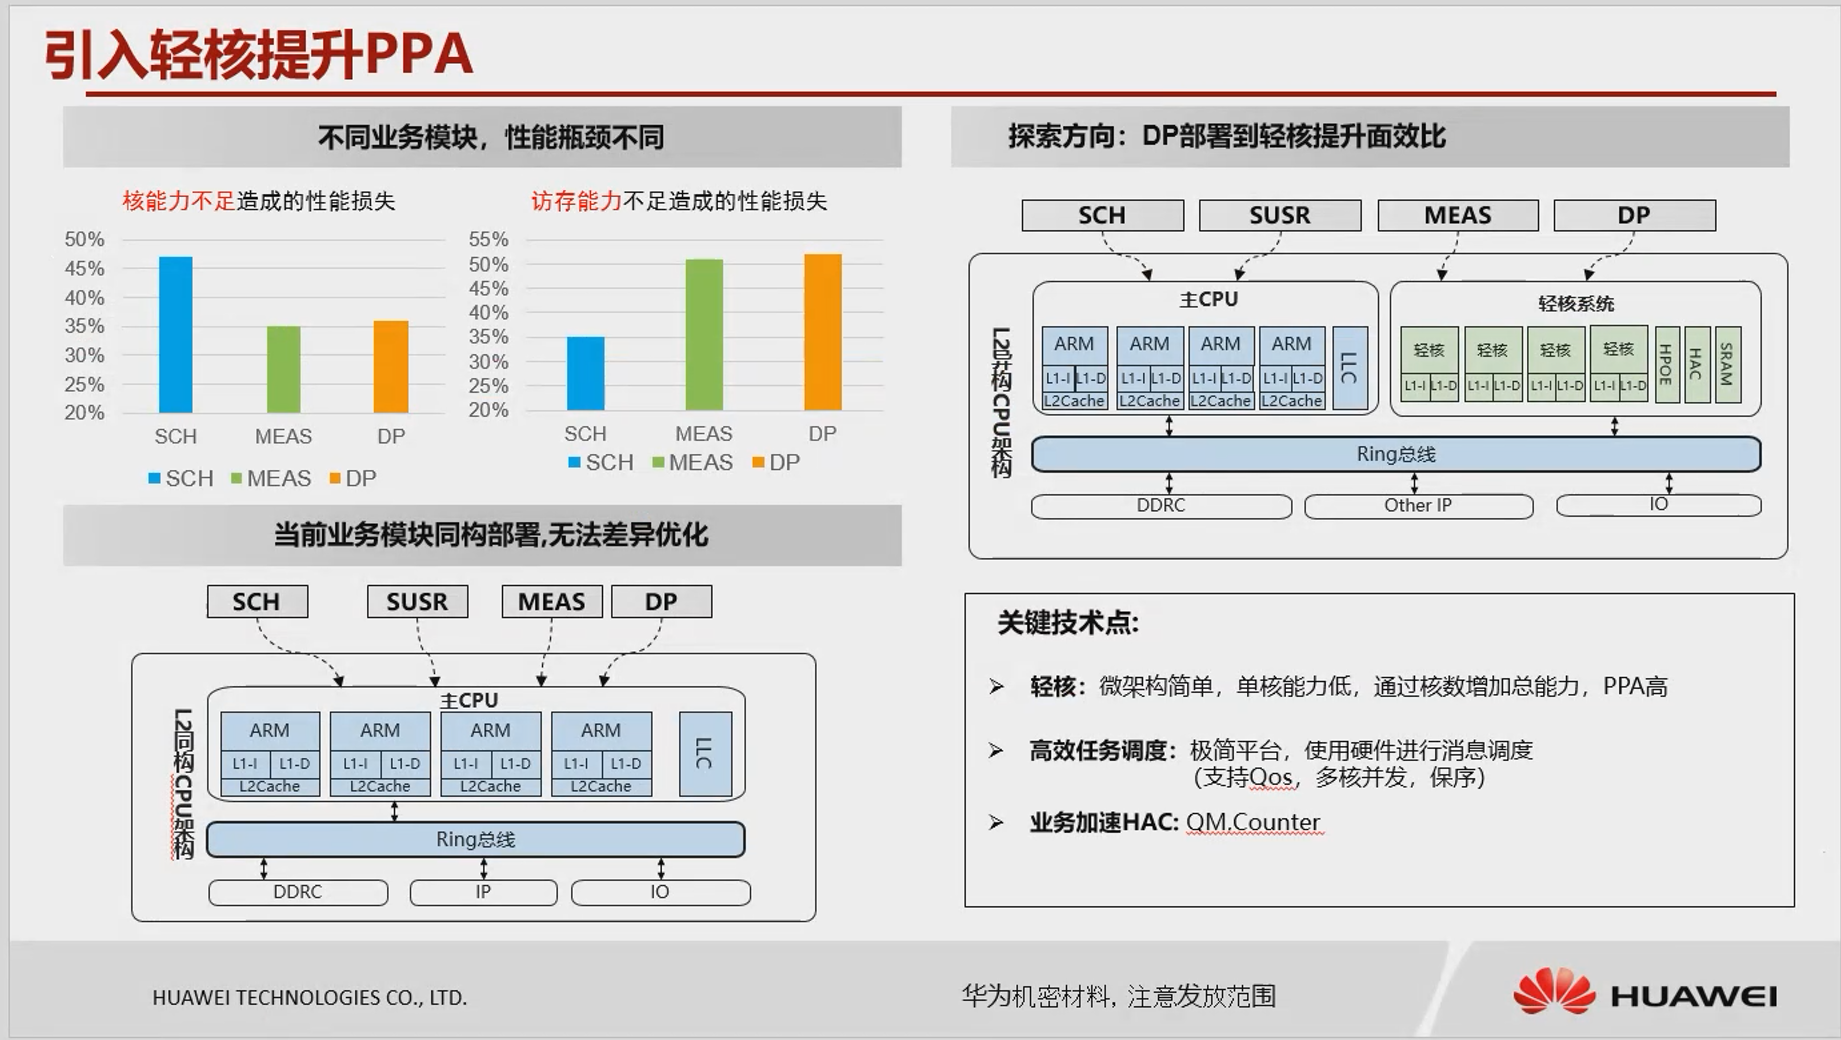 引入轻核提升PPA
不同业务模块，性能瓶颈不同
核能力不足造成的性能损失
50%
45%
40%
35%
30%
25%
20%
SCH MEAS DP
SCH MEAS DP
访存能力不足造成的性能损失
55%
50%
45%
40%
35%
30%
25%
20%
SCH MEAS DP
SCH MEAS DP
当前业务模块同构部署,无法差异优化
SCH SUSR MEAS DP
L2同构CPU架构
主CPU
ARM ARM ARM ARM LLC
L1-I L1-D L1-I L1-D L1-I L1-D L1-I L1-D
L2Cache L2Cache L2Cache L2Cache
Ring总线
DDRC IP IO
探索方向：DP部署到轻核提升面效比
SCH SUSR MEAS DP
L2异构CPU架构
主CPU
ARM ARM ARM ARM LLC
L1-I L1-D L1-I L1-D L1-I L1-D L1-I L1-D
L2Cache L2Cache L2Cache L2Cache
轻核系统
轻核 轻核 轻核 轻核 HPOE HAC SRAM
L1-I L1-D L1-I L1-D L1-I L1-D L1-I L1-D
Ring总线
DDRC Other IP IO
关键技术点:
➢ 轻核：微架构简单，单核能力低，通过核数增加总能力，PPA高
➢ 高效任务调度：极简平台，使用硬件进行消息调度
（支持Qos，多核并发，保序）
➢ 业务加速HAC: QM,Counter
HUAWEI TECHNOLOGIES CO., LTD.
华为机密材料, 注意发放范围
HUAWEI